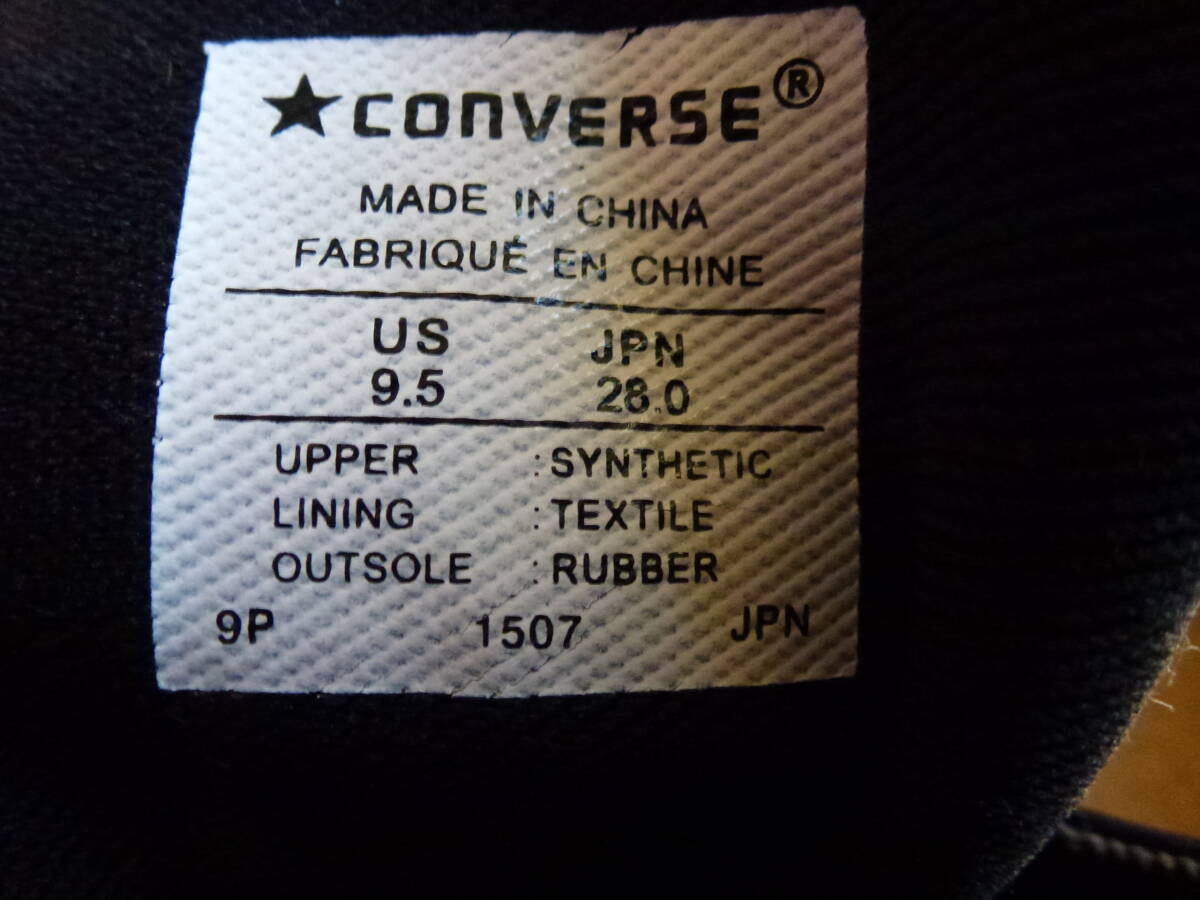 ★CONVERSE®
MADE IN CHINA
FABRIQUÉ EN CHINE
US JPN
9.5 28.0
UPPER : SYNTHETIC
LINING : TEXTILE
OUTSOLE : RUBBER
9P 1507 JPN